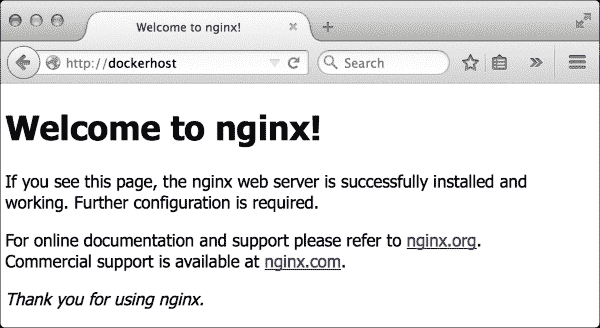 Welcome to nginx!
http://dockerhost
Search
Welcome to nginx!
If you see this page, the nginx web server is successfully installed and
working. Further configuration is required.
For online documentation and support please refer to nginx.org.
Commercial support is available at nginx.com.
Thank you for using nginx.